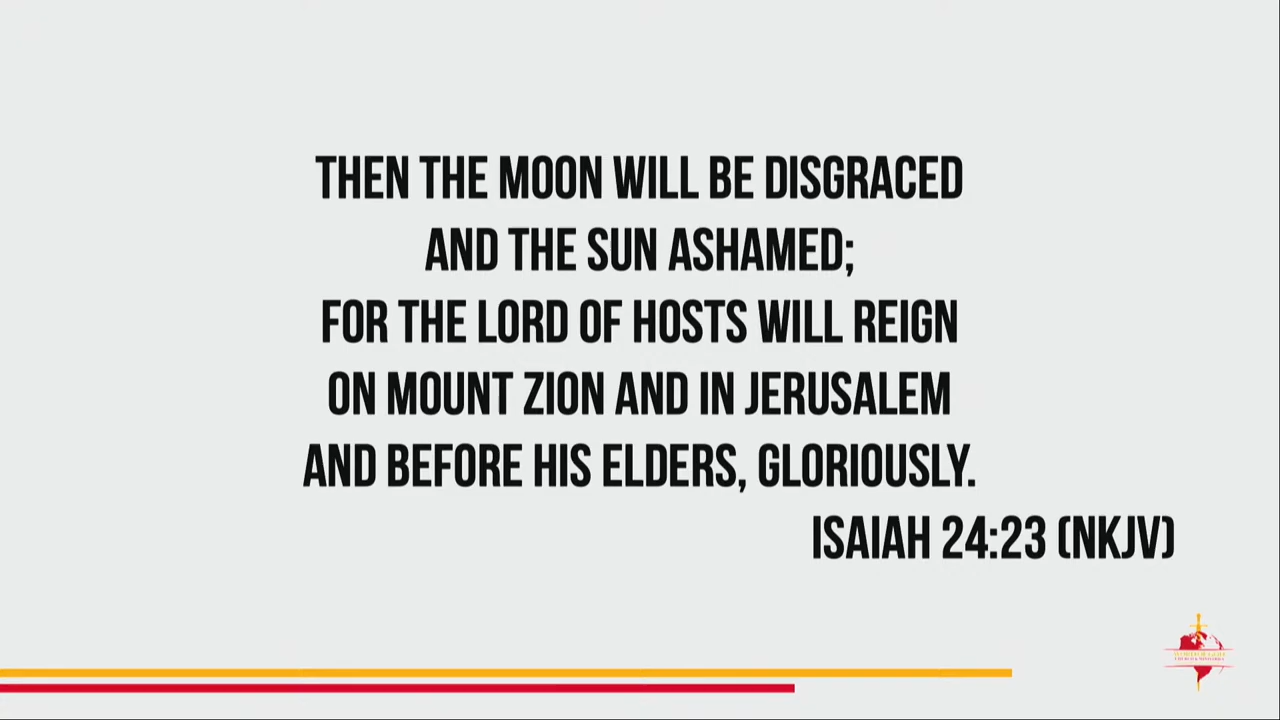 THEN THE MOON WILL BE DISGRACED
AND THE SUN ASHAMED;
FOR THE LORD OF HOSTS WILL REIGN
ON MOUNT ZION AND IN JERUSALEM
AND BEFORE HIS ELDERS, GLORIOUSLY.
ISAIAH 24:23 (NKJV)